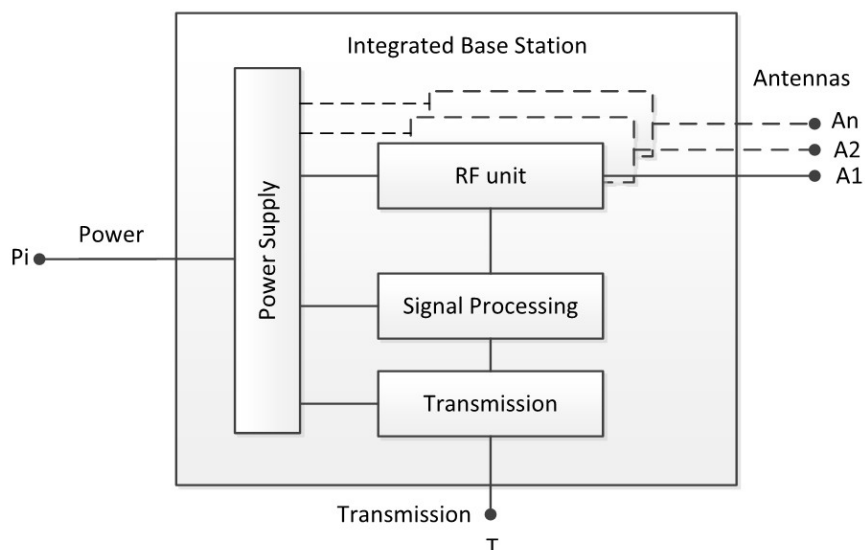 Integrated Base Station
Antennas
An
A2
A1
RF unit
Power
Pi
Power Supply
Signal Processing
Transmission
Transmission
T